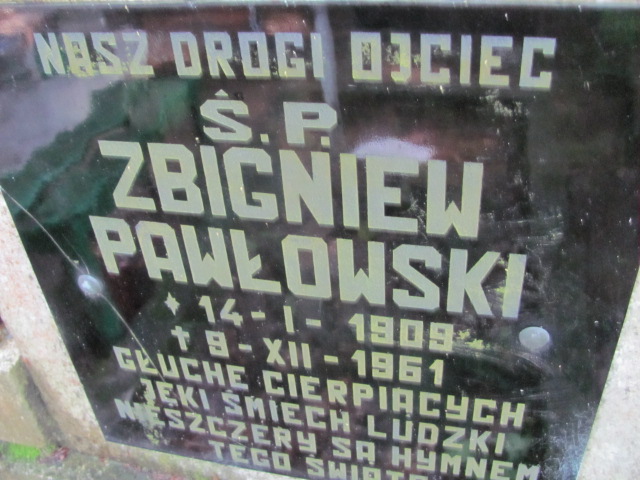 NASZ DROGI OJCIEC
Ś. P.
ZBIGNIEW
PAWŁOWSKI
* 14 - I - 1909
† 9 - XII - 1961
GŁUCHE CIERPIĄCYCH
JĘKI ŚMIECH LUDZKI
NIESZCZERY SĄ HYMNEM
TEGO